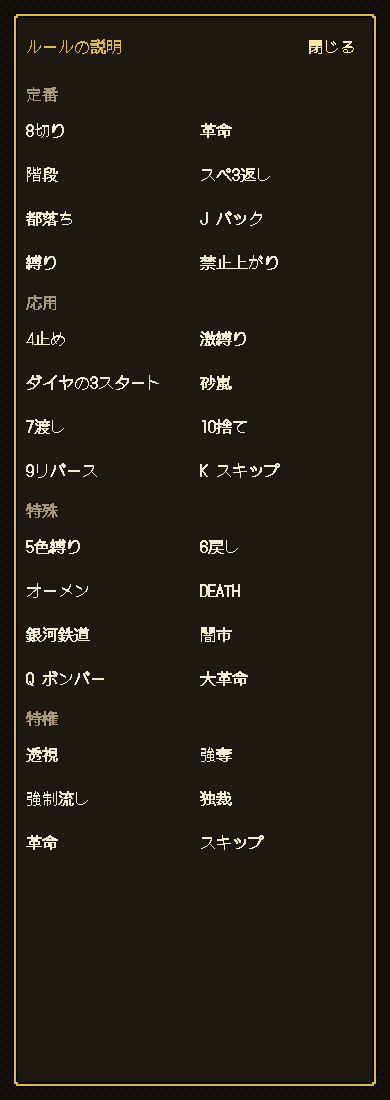 ルールの説明 閉じる
定番
8切り 革命
階段 スペ3返し
都落ち J バック
縛り 禁止上がり
応用
4止め 激縛り
ダイヤの3スタート 砂嵐
7渡し 10捨て
9リバース K スキップ
特殊
5色縛り 6戻し
オーメン DEATH
銀河鉄道 闇市
Q ボンバー 大革命
特権
透視 強奪
強制流し 独裁
革命 スキップ